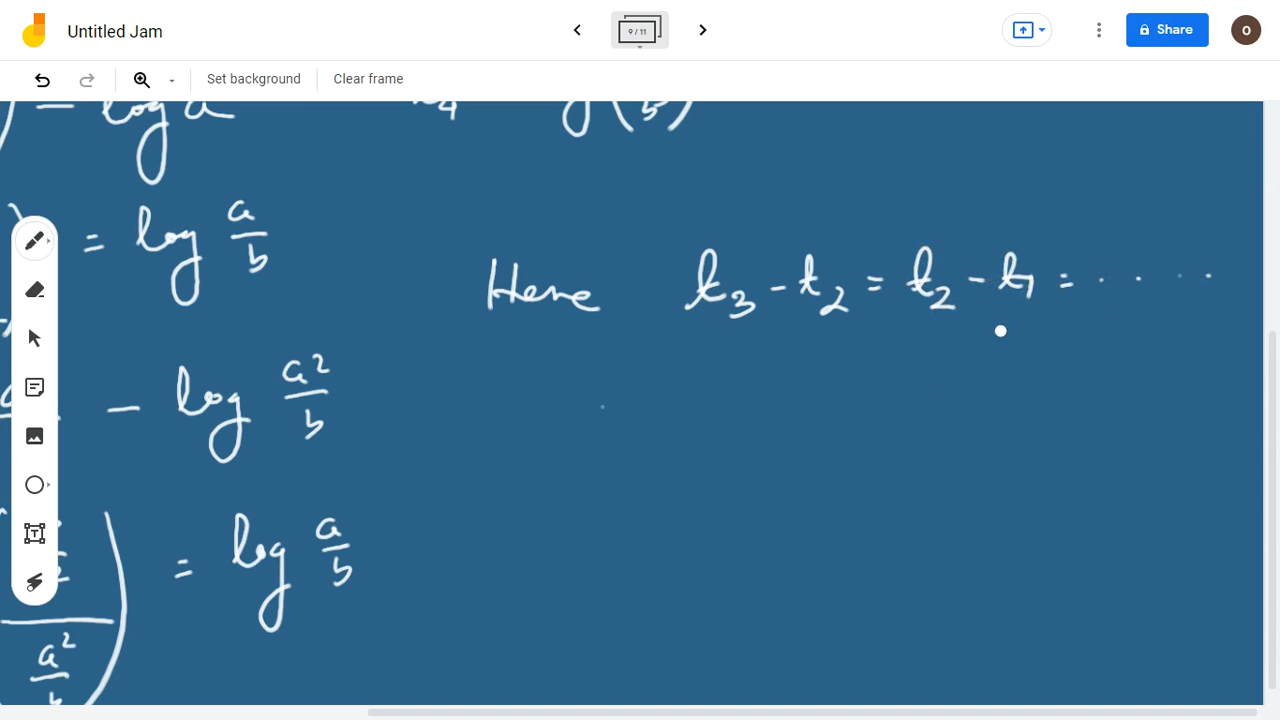 Untitled Jam
9 / 11
Share
O
Set background
Clear frame
= log a
= log a/b
Here t₃ - t₂ = t₂ - t₁ = . . . .
- log a²/b
) = log a/b
a²/b